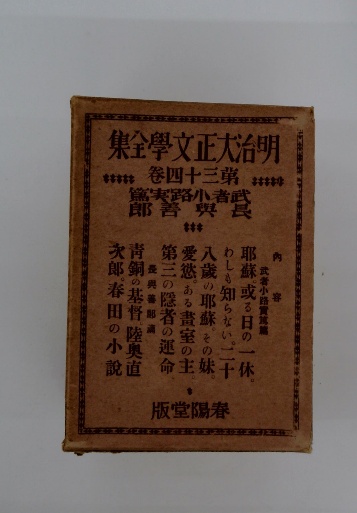 明治大正文學全集
第三十四卷
武者小路実篤
長與善郎
内容
武者小路實篤篇
耶蘇。或る日の一休。
わしも知らない。二十
八歳の耶蘇。その妹。
愛慾。ある畫室の主
長與善郎篇
第三の隱者の運命。
青銅の基督。陸奥直
次郎。春田の小說
春陽堂版